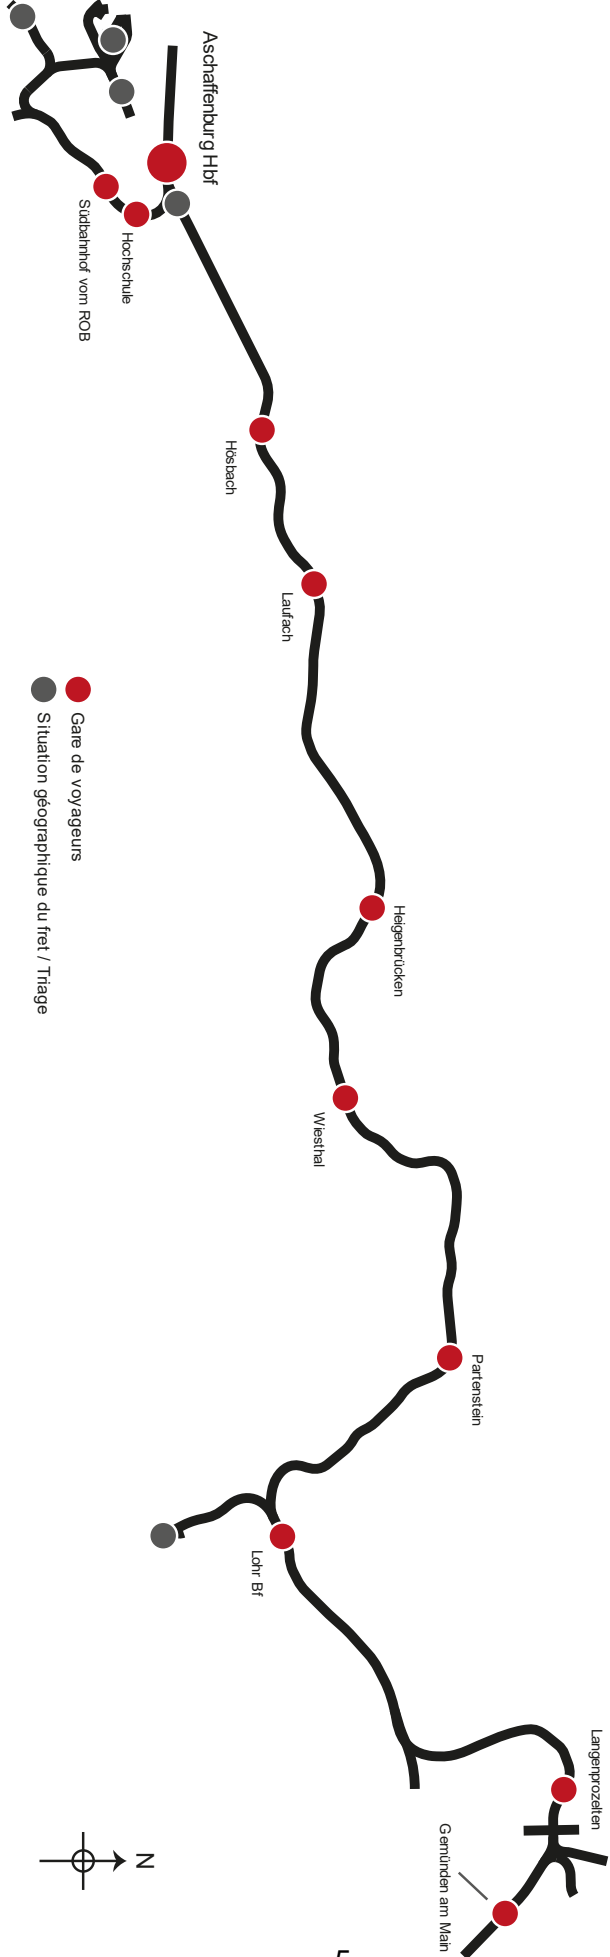 Aschaffenburg Hbf
Südbahnhof vom ROB
Hochschule
Hösbach
Laufach
Heigenbrücken
Wiesthal
Partenstein
Lohr Bf
Langenprozelten
Gemünden am Main
Gare de voyageurs
Situation géographique du fret / Triage
N